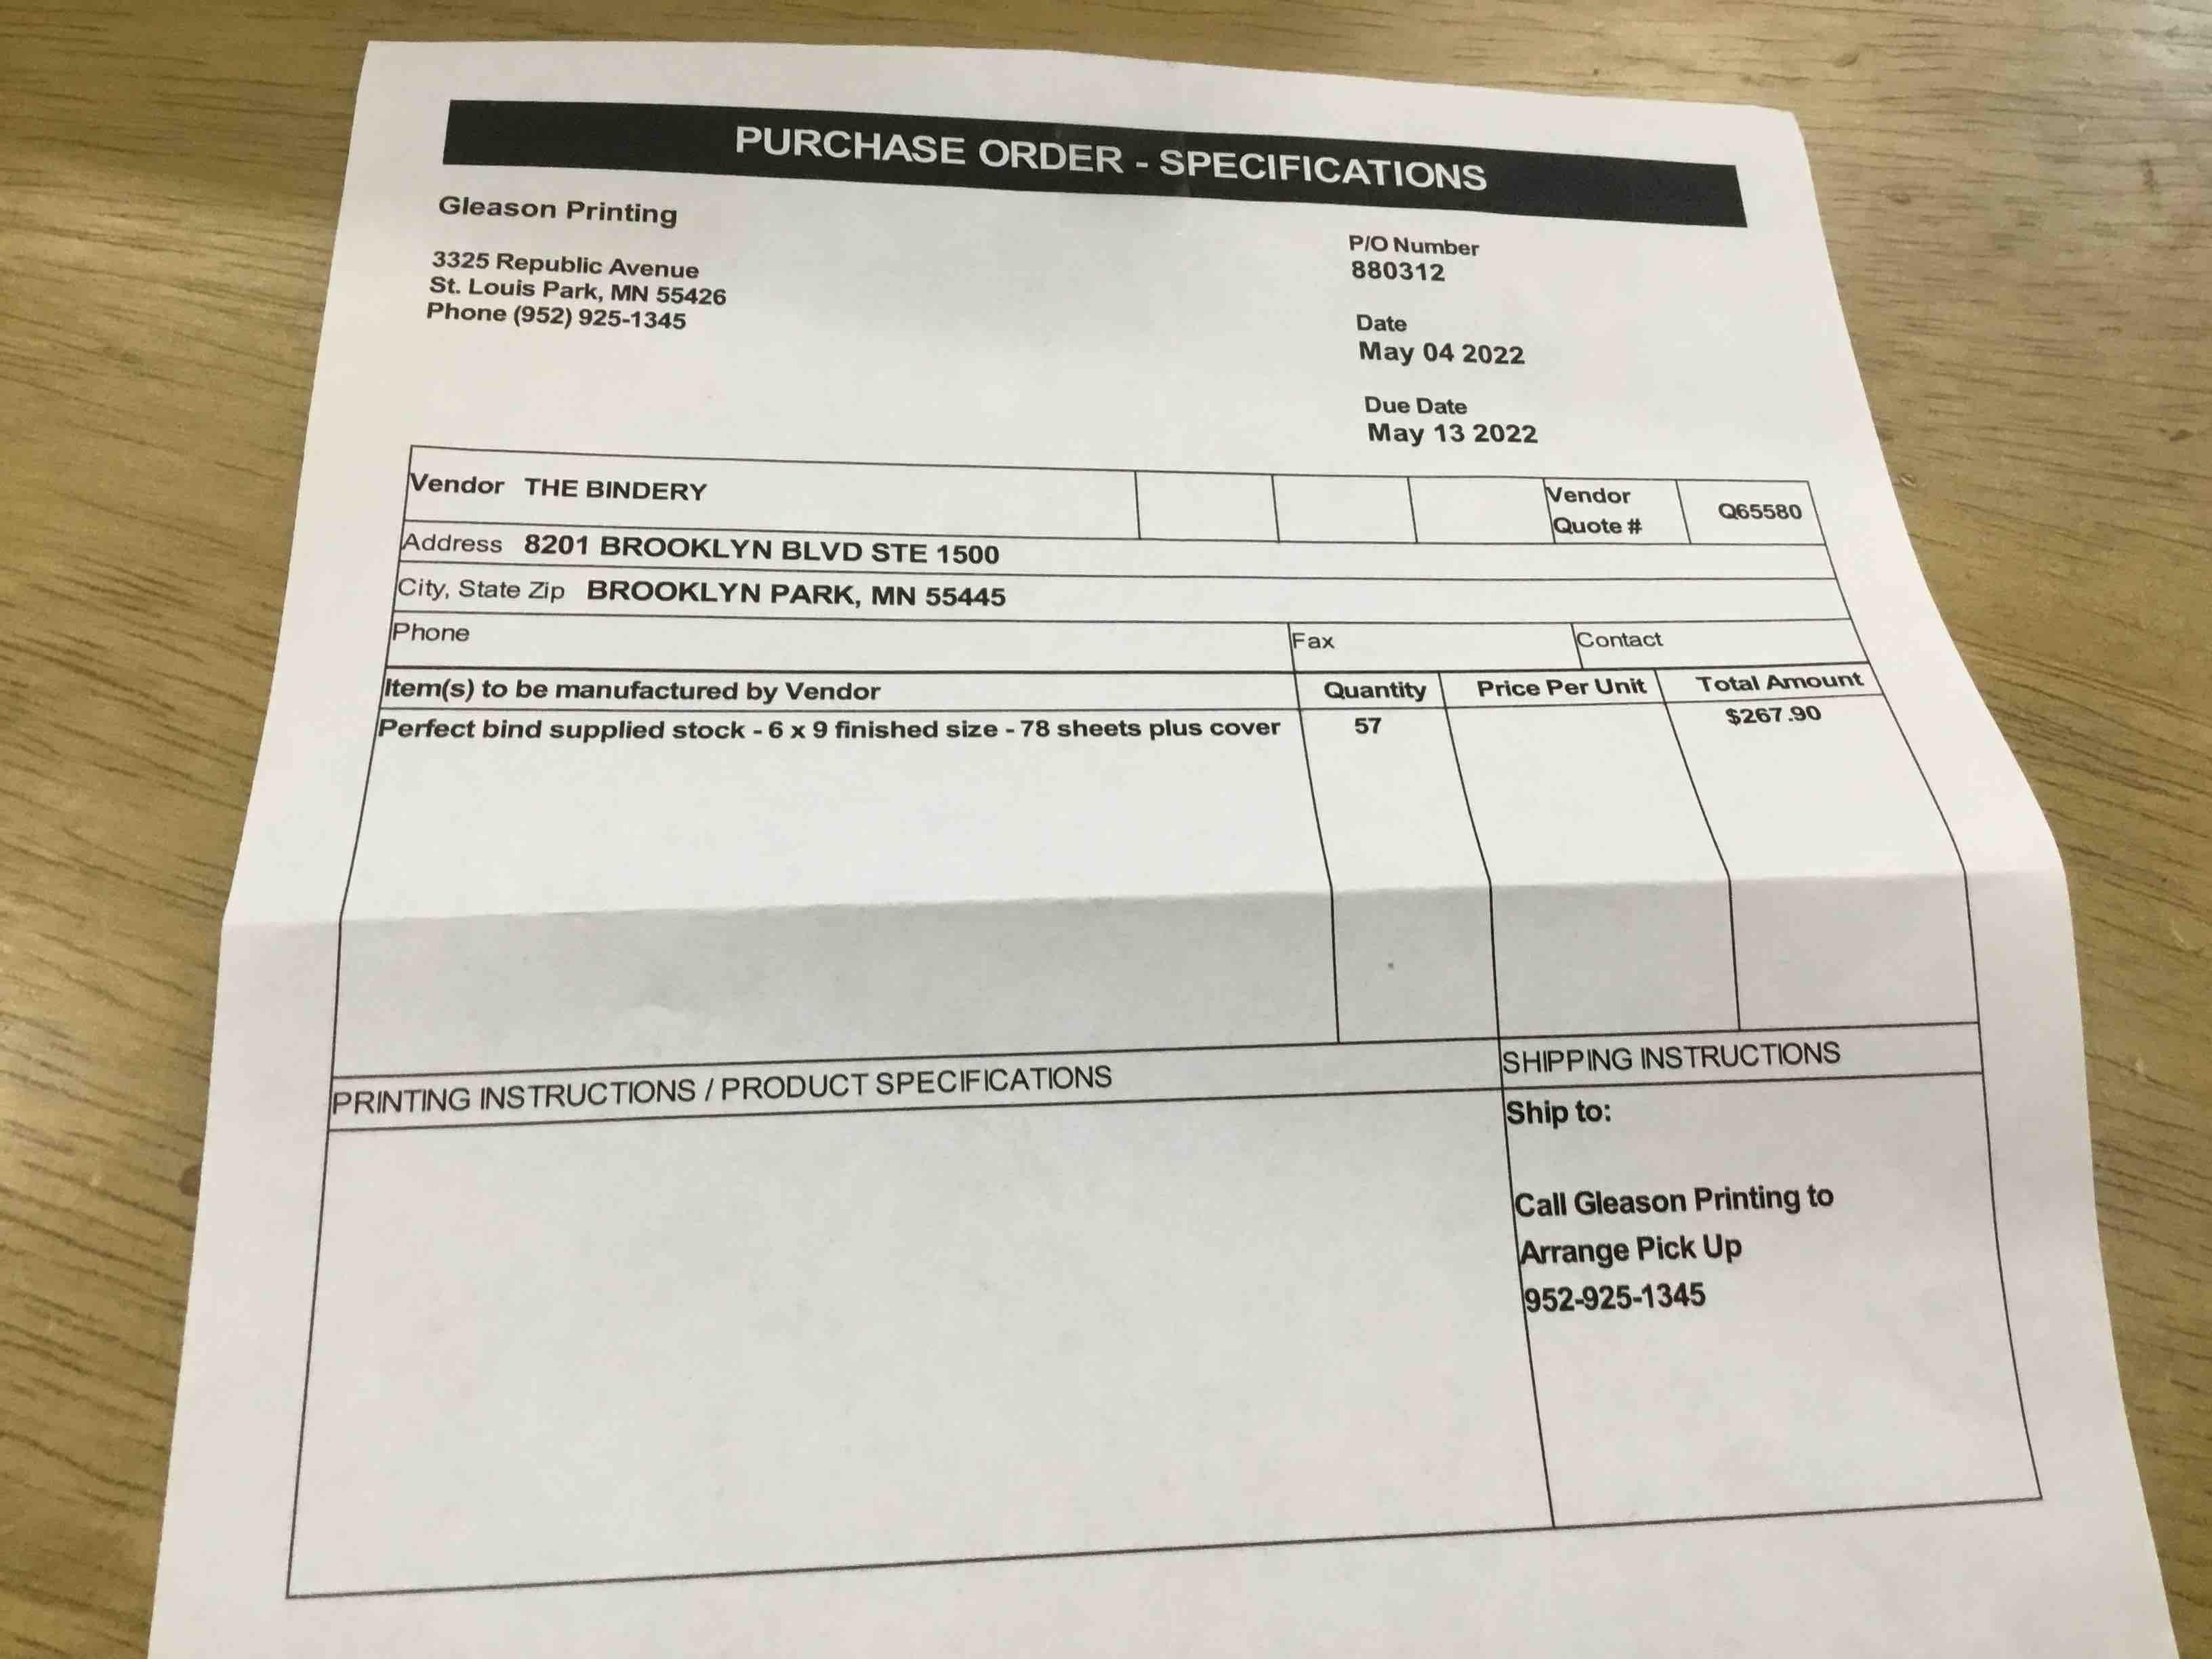 PURCHASE ORDER - SPECIFICATIONS
Gleason Printing
3325 Republic Avenue
St. Louis Park, MN 55426
Phone (952) 925-1345
P/O Number
880312
Date
May 04 2022
Due Date
May 13 2022
Vendor THE BINDERY
Vendor
Quote #
Q65580
Address 8201 BROOKLYN BLVD STE 1500
City, State Zip BROOKLYN PARK, MN 55445
Phone Fax Contact
Item(s) to be manufactured by Vendor Quantity Price Per Unit Total Amount
Perfect bind supplied stock - 6 x 9 finished size - 78 sheets plus cover 57 $267.90
PRINTING INSTRUCTIONS / PRODUCT SPECIFICATIONS
SHIPPING INSTRUCTIONS
Ship to:
Call Gleason Printing to
Arrange Pick Up
952-925-1345